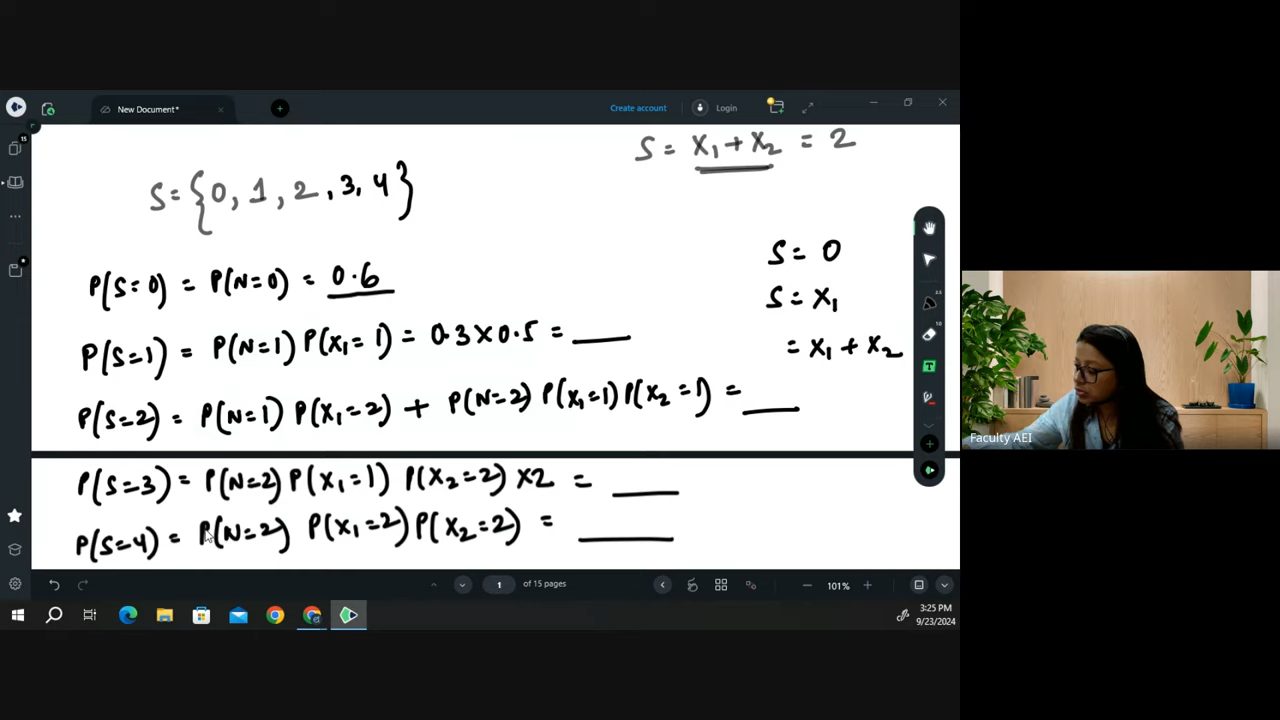 New Document*
Create account
Login
15
S = X₁ + X₂ = 2
S = {0, 1, 2, 3, 4}
S = 0
P(S=0) = P(N=0) = 0.6
S = X₁
P(S=1) = P(N=1) P(X₁=1) = 0.3 × 0.5 = ____
= X₁ + X₂
P(S=2) = P(N=1) P(X₁=2) + P(N=2) P(X₁=1) P(X₂=1) = ____
Faculty AEI
P(S=3) = P(N=2) P(X₁=1) P(X₂=2) ×2 = ____
P(S=4) = P(N=2) P(X₁=2) P(X₂=2) = ____
1 of 15 pages
101%
3:25 PM
9/23/2024